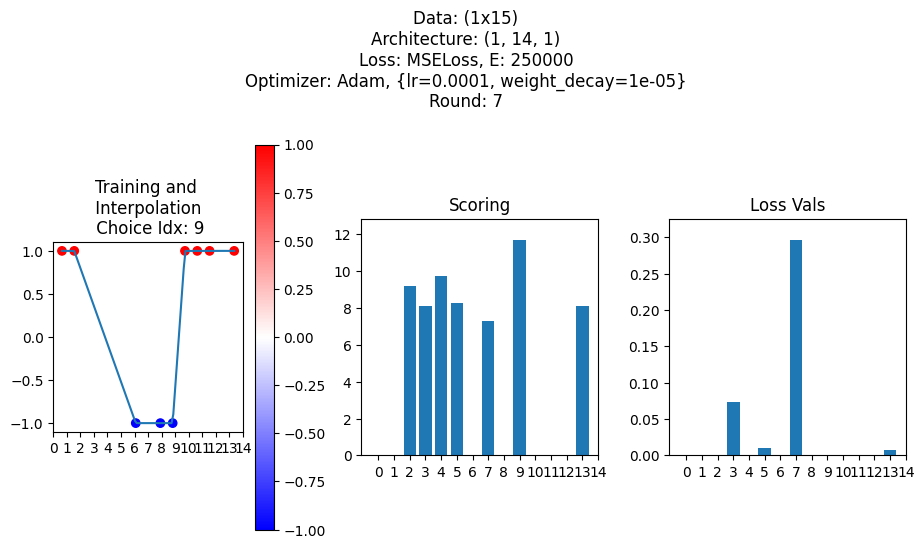 Data: (1x15)
Architecture: (1, 14, 1)
Loss: MSELoss, E: 250000
Optimizer: Adam, {lr=0.0001, weight_decay=1e-05}
Round: 7
Training and
Interpolation
Choice Idx: 9
1.0
0.5
0.0
−0.5
−1.0
0 1 2 3 4 5 6 7 8 9 10 11 12 13 14
1.00
0.75
0.50
0.25
0.00
−0.25
−0.50
−0.75
−1.00
Scoring
12
10
8
6
4
2
0
0 1 2 3 4 5 6 7 8 9 10 11 12 13 14
Loss Vals
0.30
0.25
0.20
0.15
0.10
0.05
0.00
0 1 2 3 4 5 6 7 8 9 10 11 12 13 14